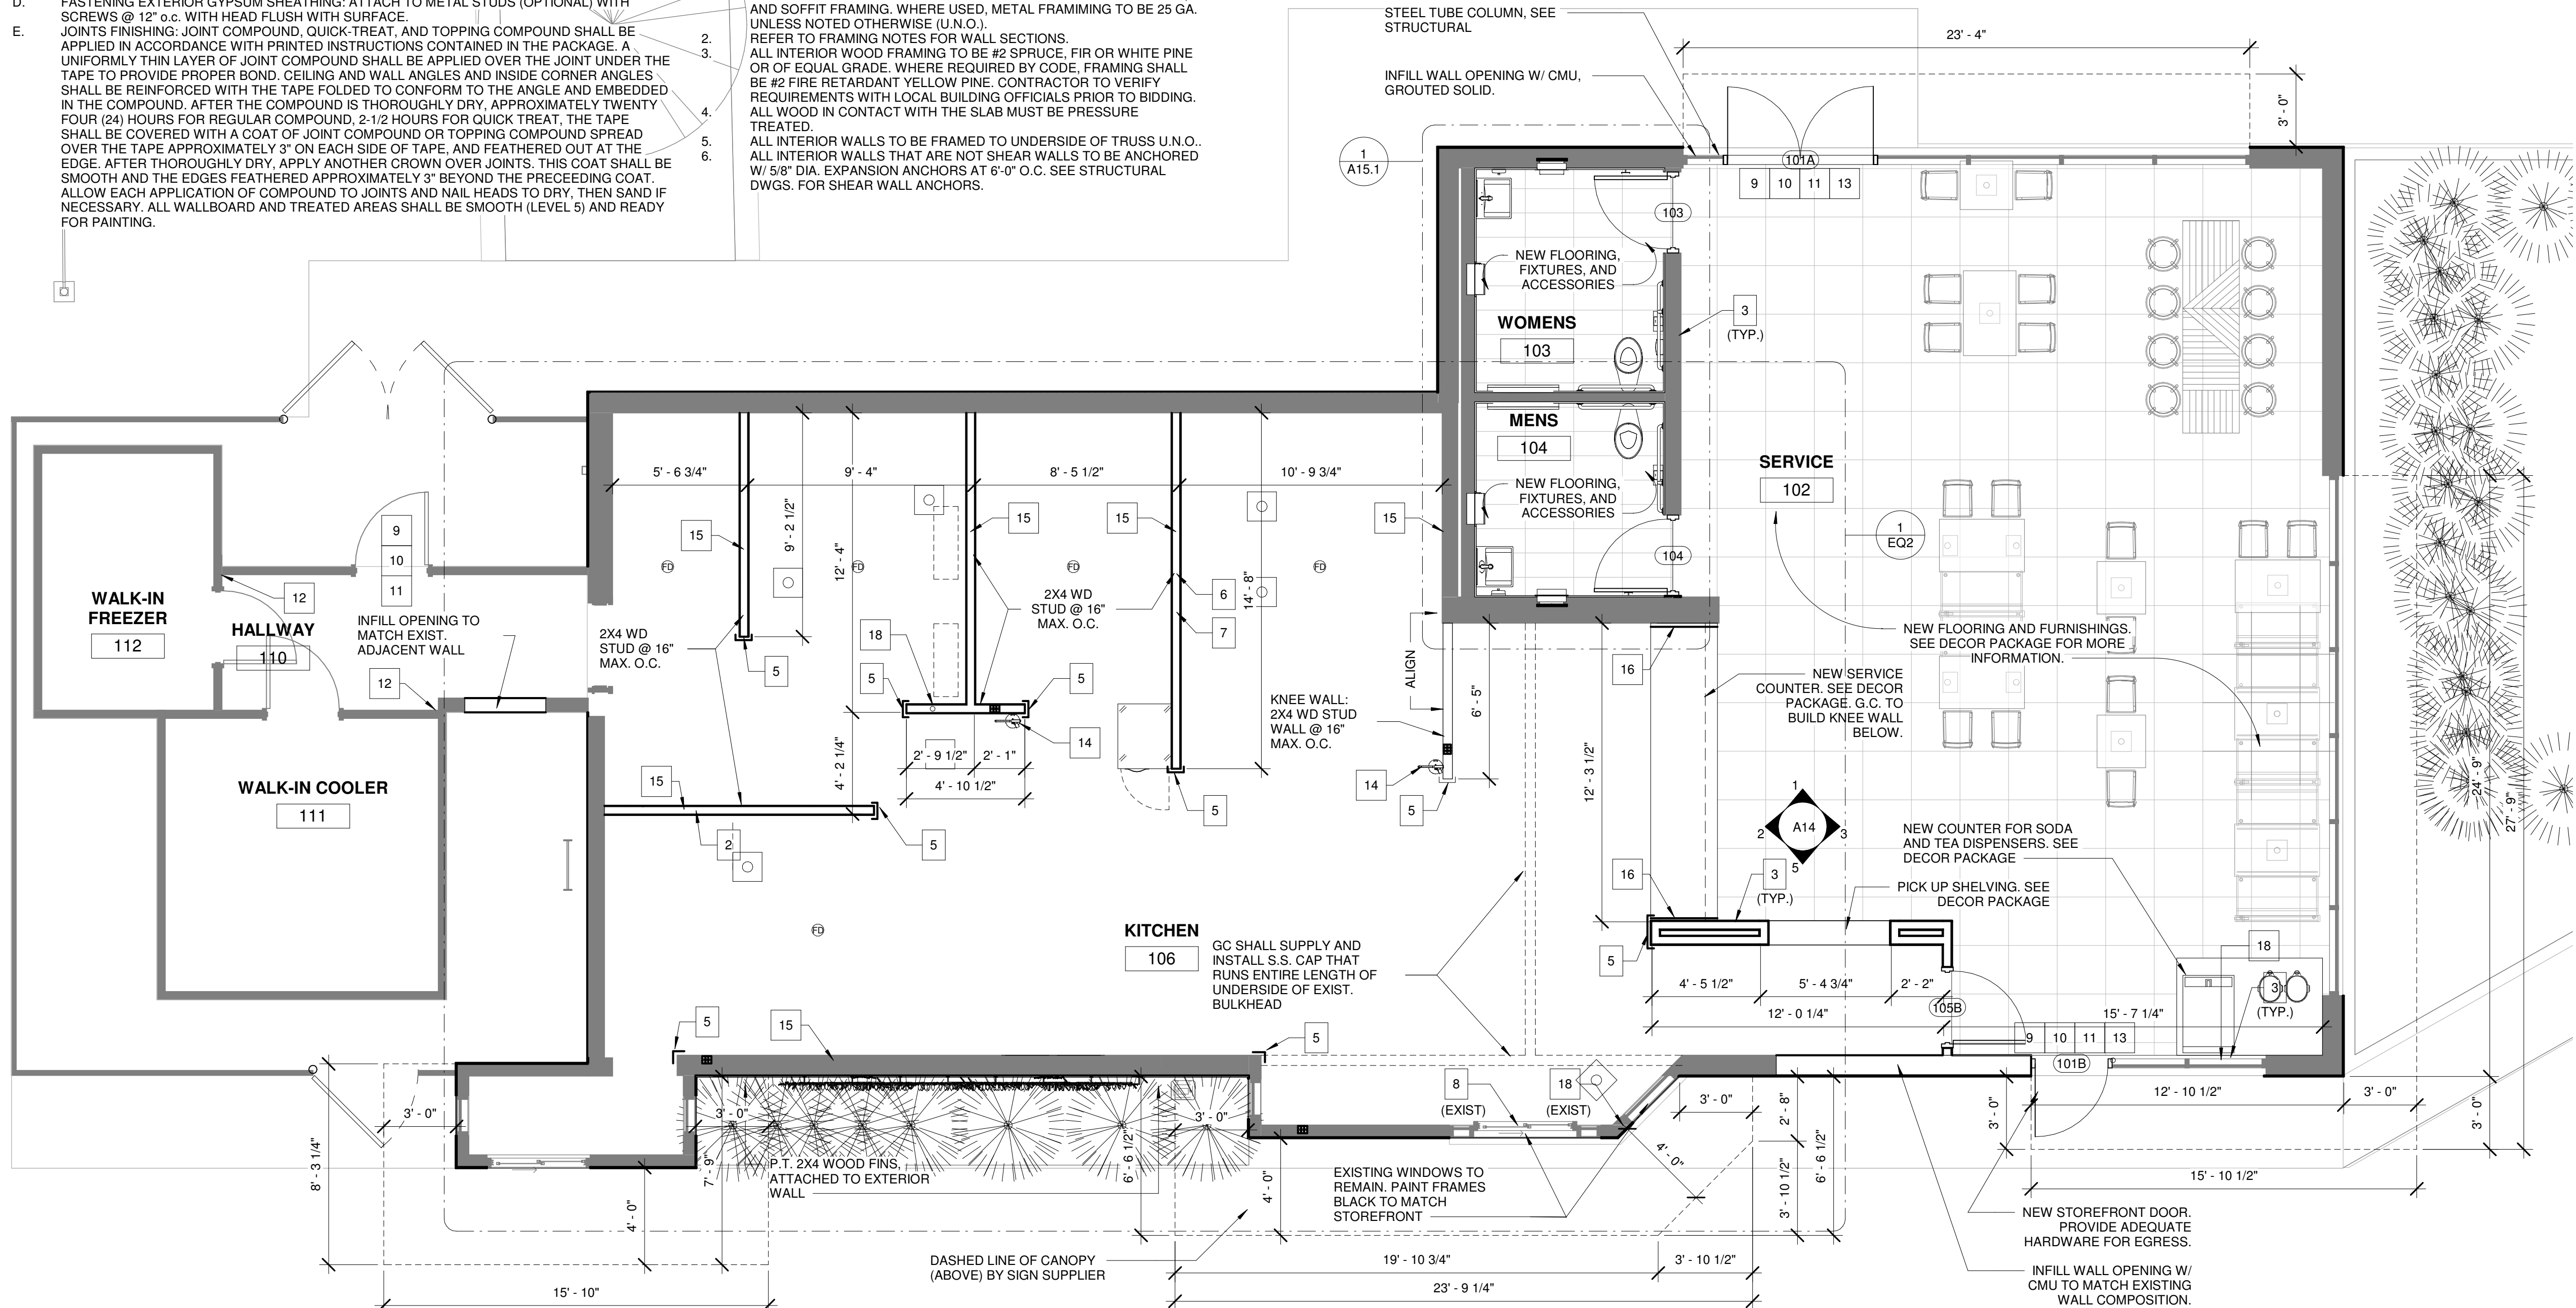 D. FASTENING EXTERIOR GYPSUM SHEATHING: ATTACH TO METAL STUDS (OPTIONAL) WITH
SCREWS @ 12" o.c. WITH HEAD FLUSH WITH SURFACE.
E. JOINTS FINISHING: JOINT COMPOUND, QUICK-TREAT, AND TOPPING COMPOUND SHALL BE
APPLIED IN ACCORDANCE WITH PRINTED INSTRUCTIONS CONTAINED IN THE PACKAGE. A
UNIFORMLY THIN LAYER OF JOINT COMPOUND SHALL BE APPLIED OVER THE JOINT UNDER THE
TAPE TO PROVIDE PROPER BOND. CEILING AND WALL ANGLES AND INSIDE CORNER ANGLES
SHALL BE REINFORCED WITH THE TAPE FOLDED TO CONFORM TO THE ANGLE AND EMBEDDED
IN THE COMPOUND. AFTER THE COMPOUND IS THOROUGHLY DRY, APPROXIMATELY TWENTY
FOUR (24) HOURS FOR REGULAR COMPOUND, 2-1/2 HOURS FOR QUICK TREAT, THE TAPE
SHALL BE COVERED WITH A COAT OF JOINT COMPOUND OR TOPPING COMPOUND SPREAD
OVER THE TAPE APPROXIMATELY 3" ON EACH SIDE OF TAPE, AND FEATHERED OUT AT THE
EDGE. AFTER THOROUGHLY DRY, APPLY ANOTHER CROWN OVER JOINTS. THIS COAT SHALL BE
SMOOTH AND THE EDGES FEATHERED APPROXIMATELY 3" BEYOND THE PRECEEDING COAT.
ALLOW EACH APPLICATION OF COMPOUND TO JOINTS AND NAIL HEADS TO DRY, THEN SAND IF
NECESSARY. ALL WALLBOARD AND TREATED AREAS SHALL BE SMOOTH (LEVEL 5) AND READY
FOR PAINTING.
AND SOFFIT FRAMING. WHERE USED, METAL FRAMIMING TO BE 25 GA.
UNLESS NOTED OTHERWISE (U.N.O.).
2. REFER TO FRAMING NOTES FOR WALL SECTIONS.
3. ALL INTERIOR WOOD FRAMING TO BE #2 SPRUCE, FIR OR WHITE PINE
OR OF EQUAL GRADE. WHERE REQUIRED BY CODE, FRAMING SHALL
BE #2 FIRE RETARDANT YELLOW PINE. CONTRACTOR TO VERIFY
REQUIREMENTS WITH LOCAL BUILDING OFFICIALS PRIOR TO BIDDING.
4. ALL WOOD IN CONTACT WITH THE SLAB MUST BE PRESSURE
TREATED.
5. ALL INTERIOR WALLS TO BE FRAMED TO UNDERSIDE OF TRUSS U.N.O..
6. ALL INTERIOR WALLS THAT ARE NOT SHEAR WALLS TO BE ANCHORED
W/ 5/8" DIA. EXPANSION ANCHORS AT 6'-0" O.C. SEE STRUCTURAL
DWGS. FOR SHEAR WALL ANCHORS.
STEEL TUBE COLUMN, SEE
STRUCTURAL
INFILL WALL OPENING W/ CMU,
GROUTED SOLID.
23' - 4"
3' - 0"
1
A15.1
101A
9 10 11 13
103
NEW FLOORING,
FIXTURES, AND
ACCESSORIES
WOMENS
103
3
(TYP.)
MENS
104
NEW FLOORING,
FIXTURES, AND
ACCESSORIES
104
SERVICE
102
1
EQ2
5' - 6 3/4"
9' - 4"
8' - 5 1/2"
10' - 9 3/4"
15
15
15
15
9' - 2 1/2"
12' - 4"
14' - 8"
FD
FD
FD
FD
9
10
11
12
WALK-IN
FREEZER
112
HALLWAY
110
INFILL OPENING TO
MATCH EXIST.
ADJACENT WALL
12
2X4 WD
STUD @ 16"
MAX. O.C.
18
5
5
5
2X4 WD
STUD @ 16"
MAX. O.C.
6
7
14
2' - 9 1/2"
2' - 1"
4' - 10 1/2"
4' - 2 1/4"
KNEE WALL:
2X4 WD STUD
WALL @ 16"
MAX. O.C.
ALIGN
6' - 5"
14
5
5
16
12' - 3 1/2"
NEW SERVICE
COUNTER. SEE DECOR
PACKAGE. G.C. TO
BUILD KNEE WALL
BELOW.
NEW FLOORING AND FURNISHINGS.
SEE DECOR PACKAGE FOR MORE
INFORMATION.
WALK-IN COOLER
111
15
2
5
1
2
A14
3
5
NEW COUNTER FOR SODA
AND TEA DISPENSERS. SEE
DECOR PACKAGE
PICK UP SHELVING. SEE
DECOR PACKAGE
24' - 9"
27' - 9"
16
3
(TYP.)
FD
KITCHEN
106
GC SHALL SUPPLY AND
INSTALL S.S. CAP THAT
RUNS ENTIRE LENGTH OF
UNDERSIDE OF EXIST.
BULKHEAD
5
4' - 5 1/2"
5' - 4 3/4"
2' - 2"
12' - 0 1/4"
105B
15' - 7 1/4"
18
3
(TYP.)
9 10 11 13
101B
5
15
5
8
(EXIST)
18
(EXIST)
3' - 0"
8' - 3 1/4"
3' - 0"
7' - 9"
4' - 0"
3' - 0"
6' - 6 1/2"
4' - 0"
3' - 0"
4' - 0"
2' - 8"
3' - 10 1/2"
6' - 6 1/2"
3' - 0"
12' - 10 1/2"
3' - 0"
3' - 0"
15' - 10 1/2"
P.T. 2X4 WOOD FINS,
ATTACHED TO EXTERIOR
WALL
EXISTING WINDOWS TO
REMAIN. PAINT FRAMES
BLACK TO MATCH
STOREFRONT
NEW STOREFRONT DOOR.
PROVIDE ADEQUATE
HARDWARE FOR EGRESS.
DASHED LINE OF CANOPY
(ABOVE) BY SIGN SUPPLIER
19' - 10 3/4"
3' - 10 1/2"
23' - 9 1/4"
15' - 10"
INFILL WALL OPENING W/
CMU TO MATCH EXISTING
WALL COMPOSITION.